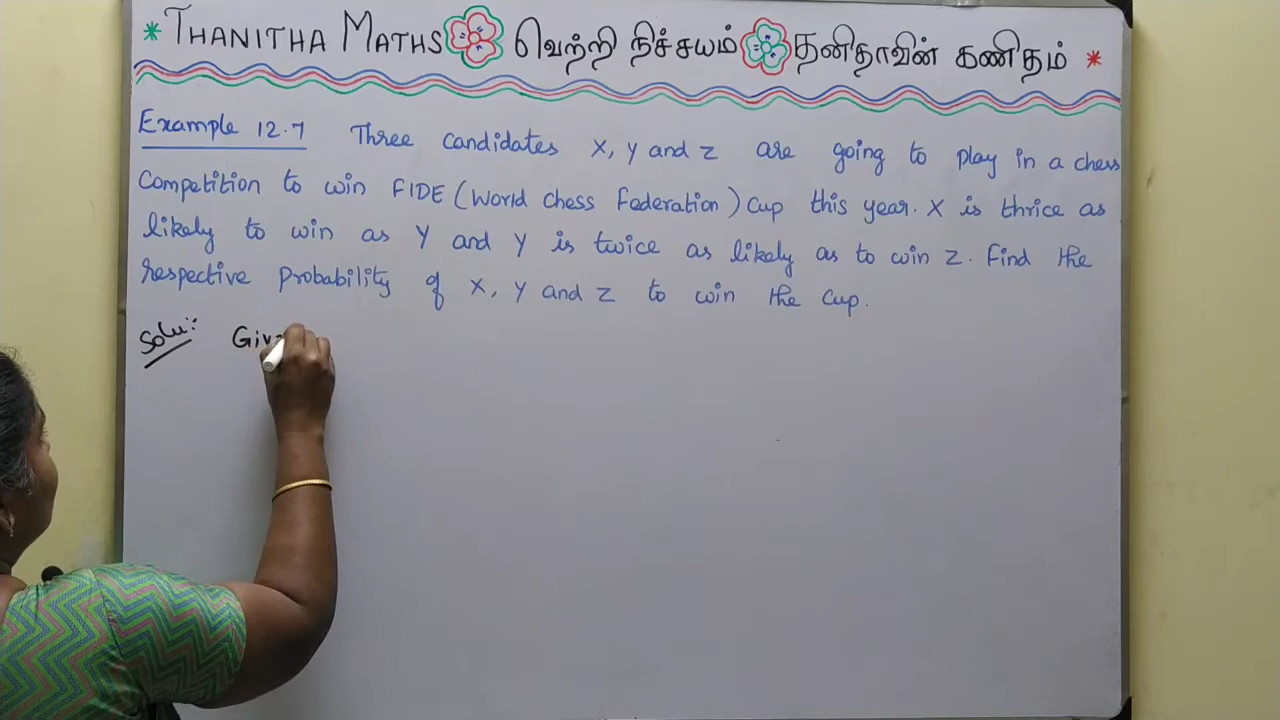 * THANITHA MATHS வெற்றி நிச்சயம் தனிதாவின் கணிதம் *
Example 12.7 Three candidates X, Y and Z are going to play in a chess
Competition to win FIDE (World Chess Federation) Cup this year. X is thrice as
likely to win as Y and Y is twice as likely as to win Z. Find the
respective probability of X, Y and Z to win the cup.
Solu: